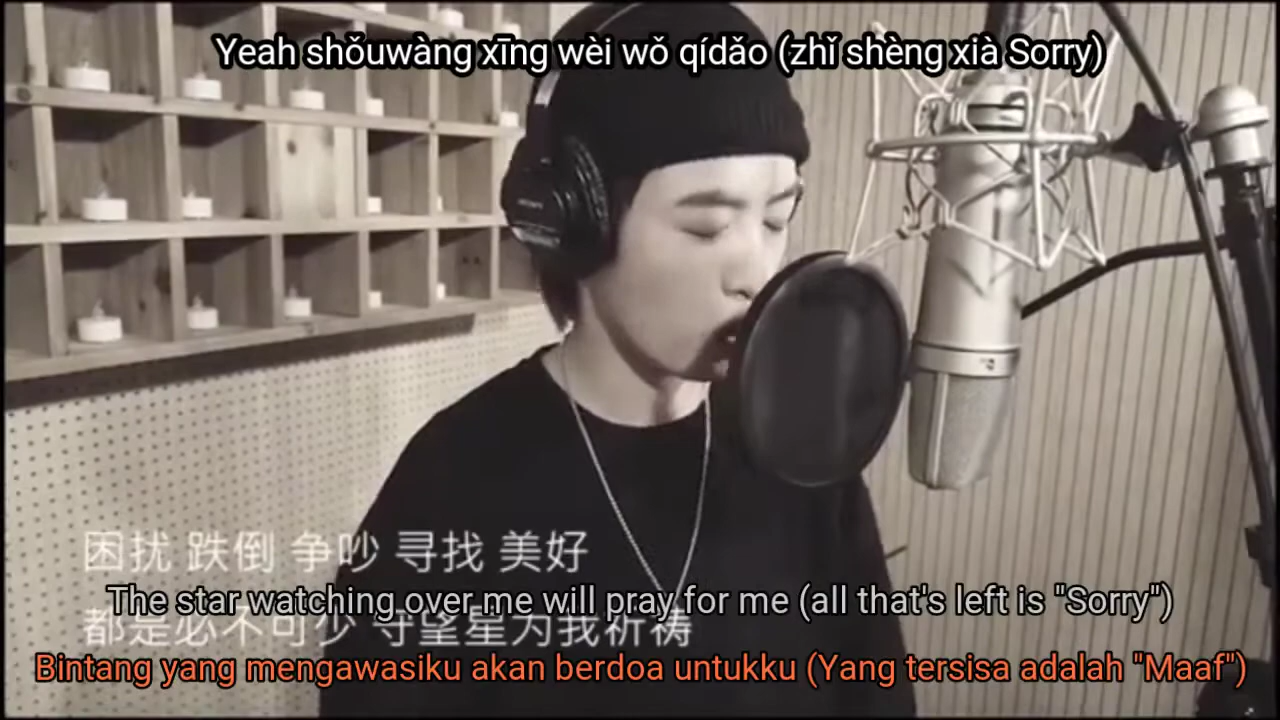 Yeah shǒuwàng xīng wèi wǒ qídǎo (zhǐ shèng xià Sorry)
SONY
困扰 跌倒 争吵 寻找 美好
The star watching over me will pray for me (all that's left is "Sorry")
都是必不可少 守望星为我祈祷
Bintang yang mengawasiku akan berdoa untukku (Yang tersisa adalah "Maaf")